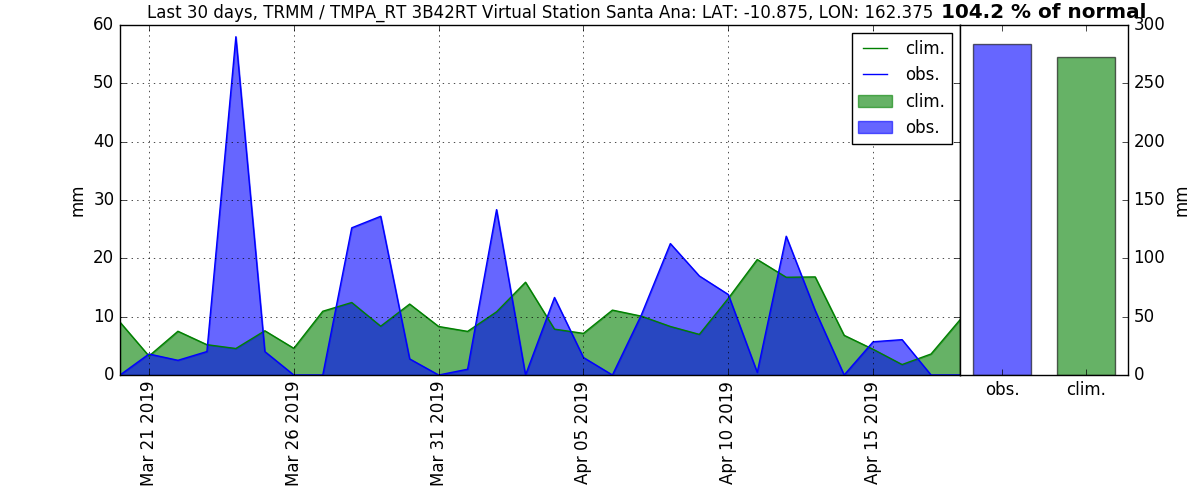 Last 30 days, TRMM / TMPA_RT 3B42RT Virtual Station Santa Ana: LAT: -10.875, LON: 162.375 104.2 % of normal
60
50
40
30
20
10
0
mm
clim.
obs.
clim.
obs.
300
250
200
150
100
50
0
mm
Mar 21 2019
Mar 26 2019
Mar 31 2019
Apr 05 2019
Apr 10 2019
Apr 15 2019
obs.
clim.